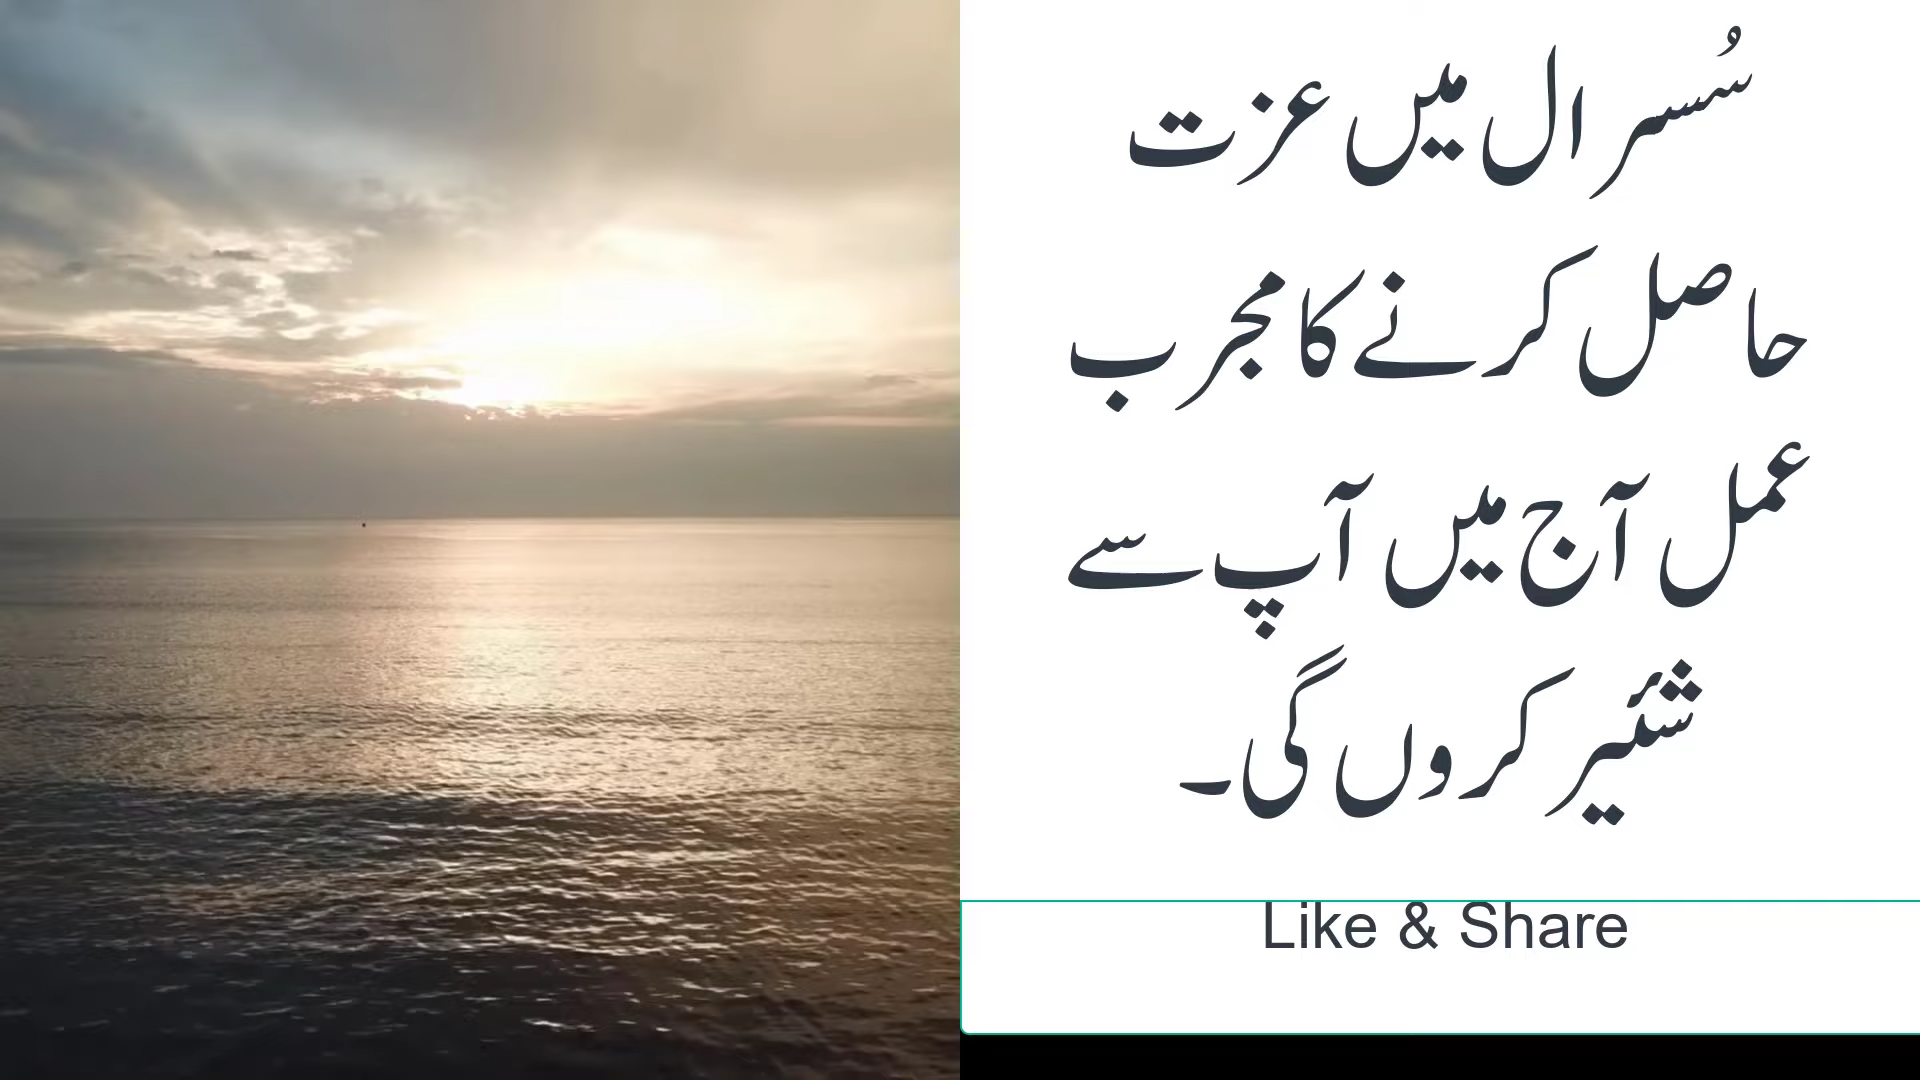 سُسرال میں عزت
حاصل کرنے کا مجرب
عمل آج میں آپ سے
شئیر کروں گی۔
Like & Share